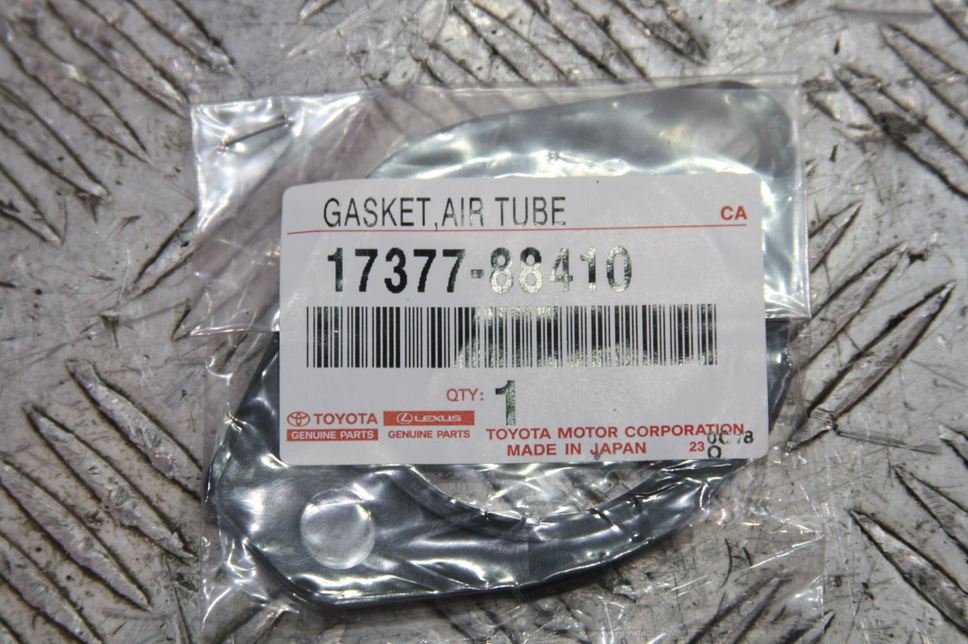 GASKET,AIR TUBE
CA
17377-88410
QTY: 1
TOYOTA
LEXUS
GENUINE PARTS
GENUINE PARTS
TOYOTA MOTOR CORPORATION
MADE IN JAPAN
23
O